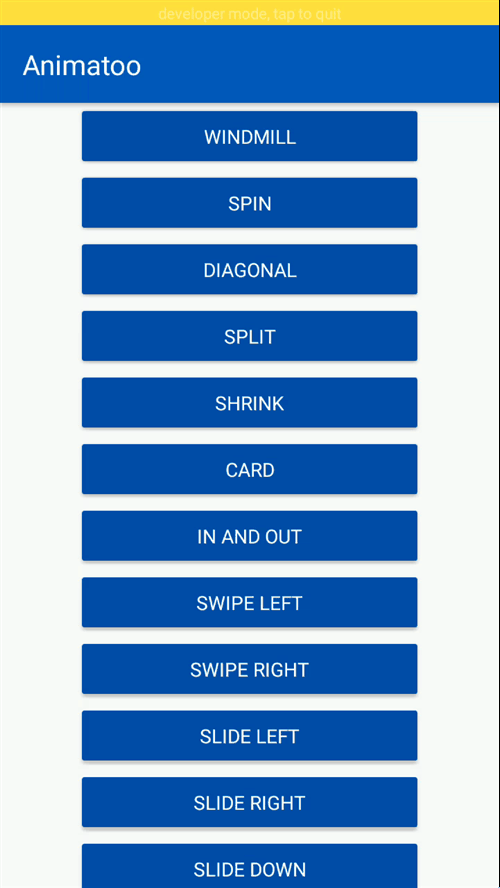 developer mode, tap to quit
Animatoo
WINDMILL
SPIN
DIAGONAL
SPLIT
SHRINK
CARD
IN AND OUT
SWIPE LEFT
SWIPE RIGHT
SLIDE LEFT
SLIDE RIGHT
SLIDE DOWN